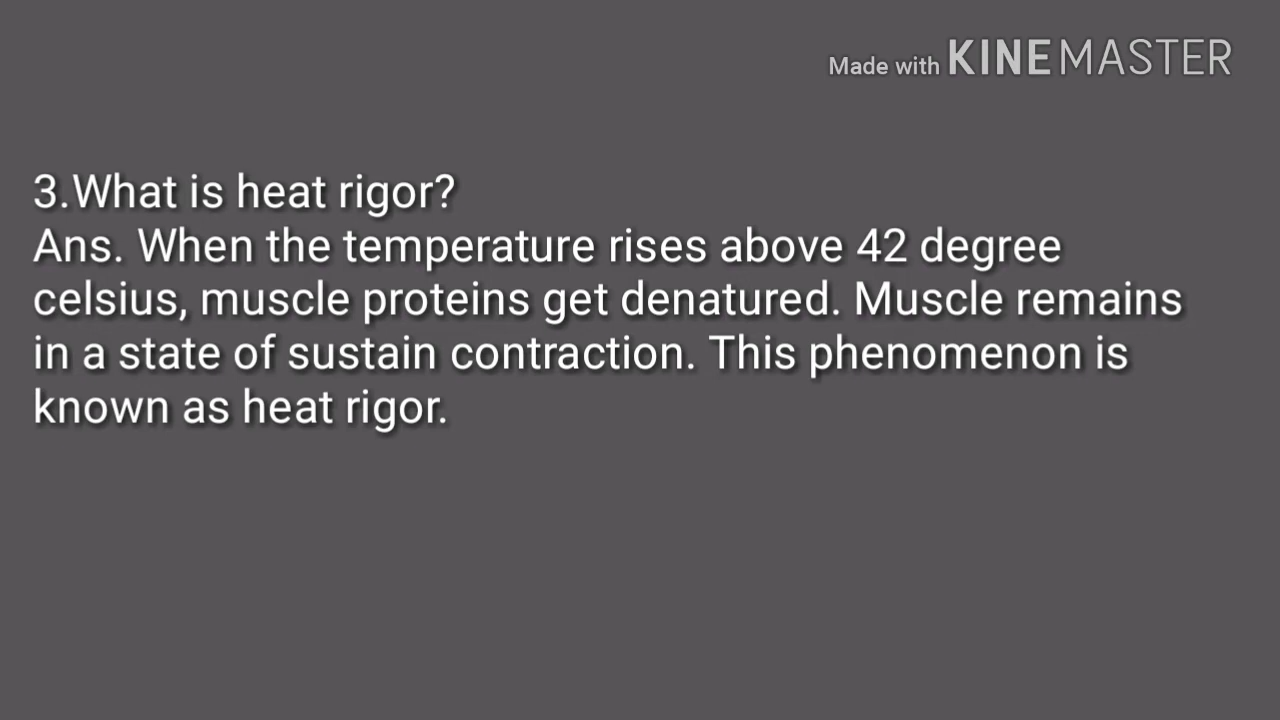 Made with KINEMASTER
3.What is heat rigor?
Ans. When the temperature rises above 42 degree
celsius, muscle proteins get denatured. Muscle remains
in a state of sustain contraction. This phenomenon is
known as heat rigor.